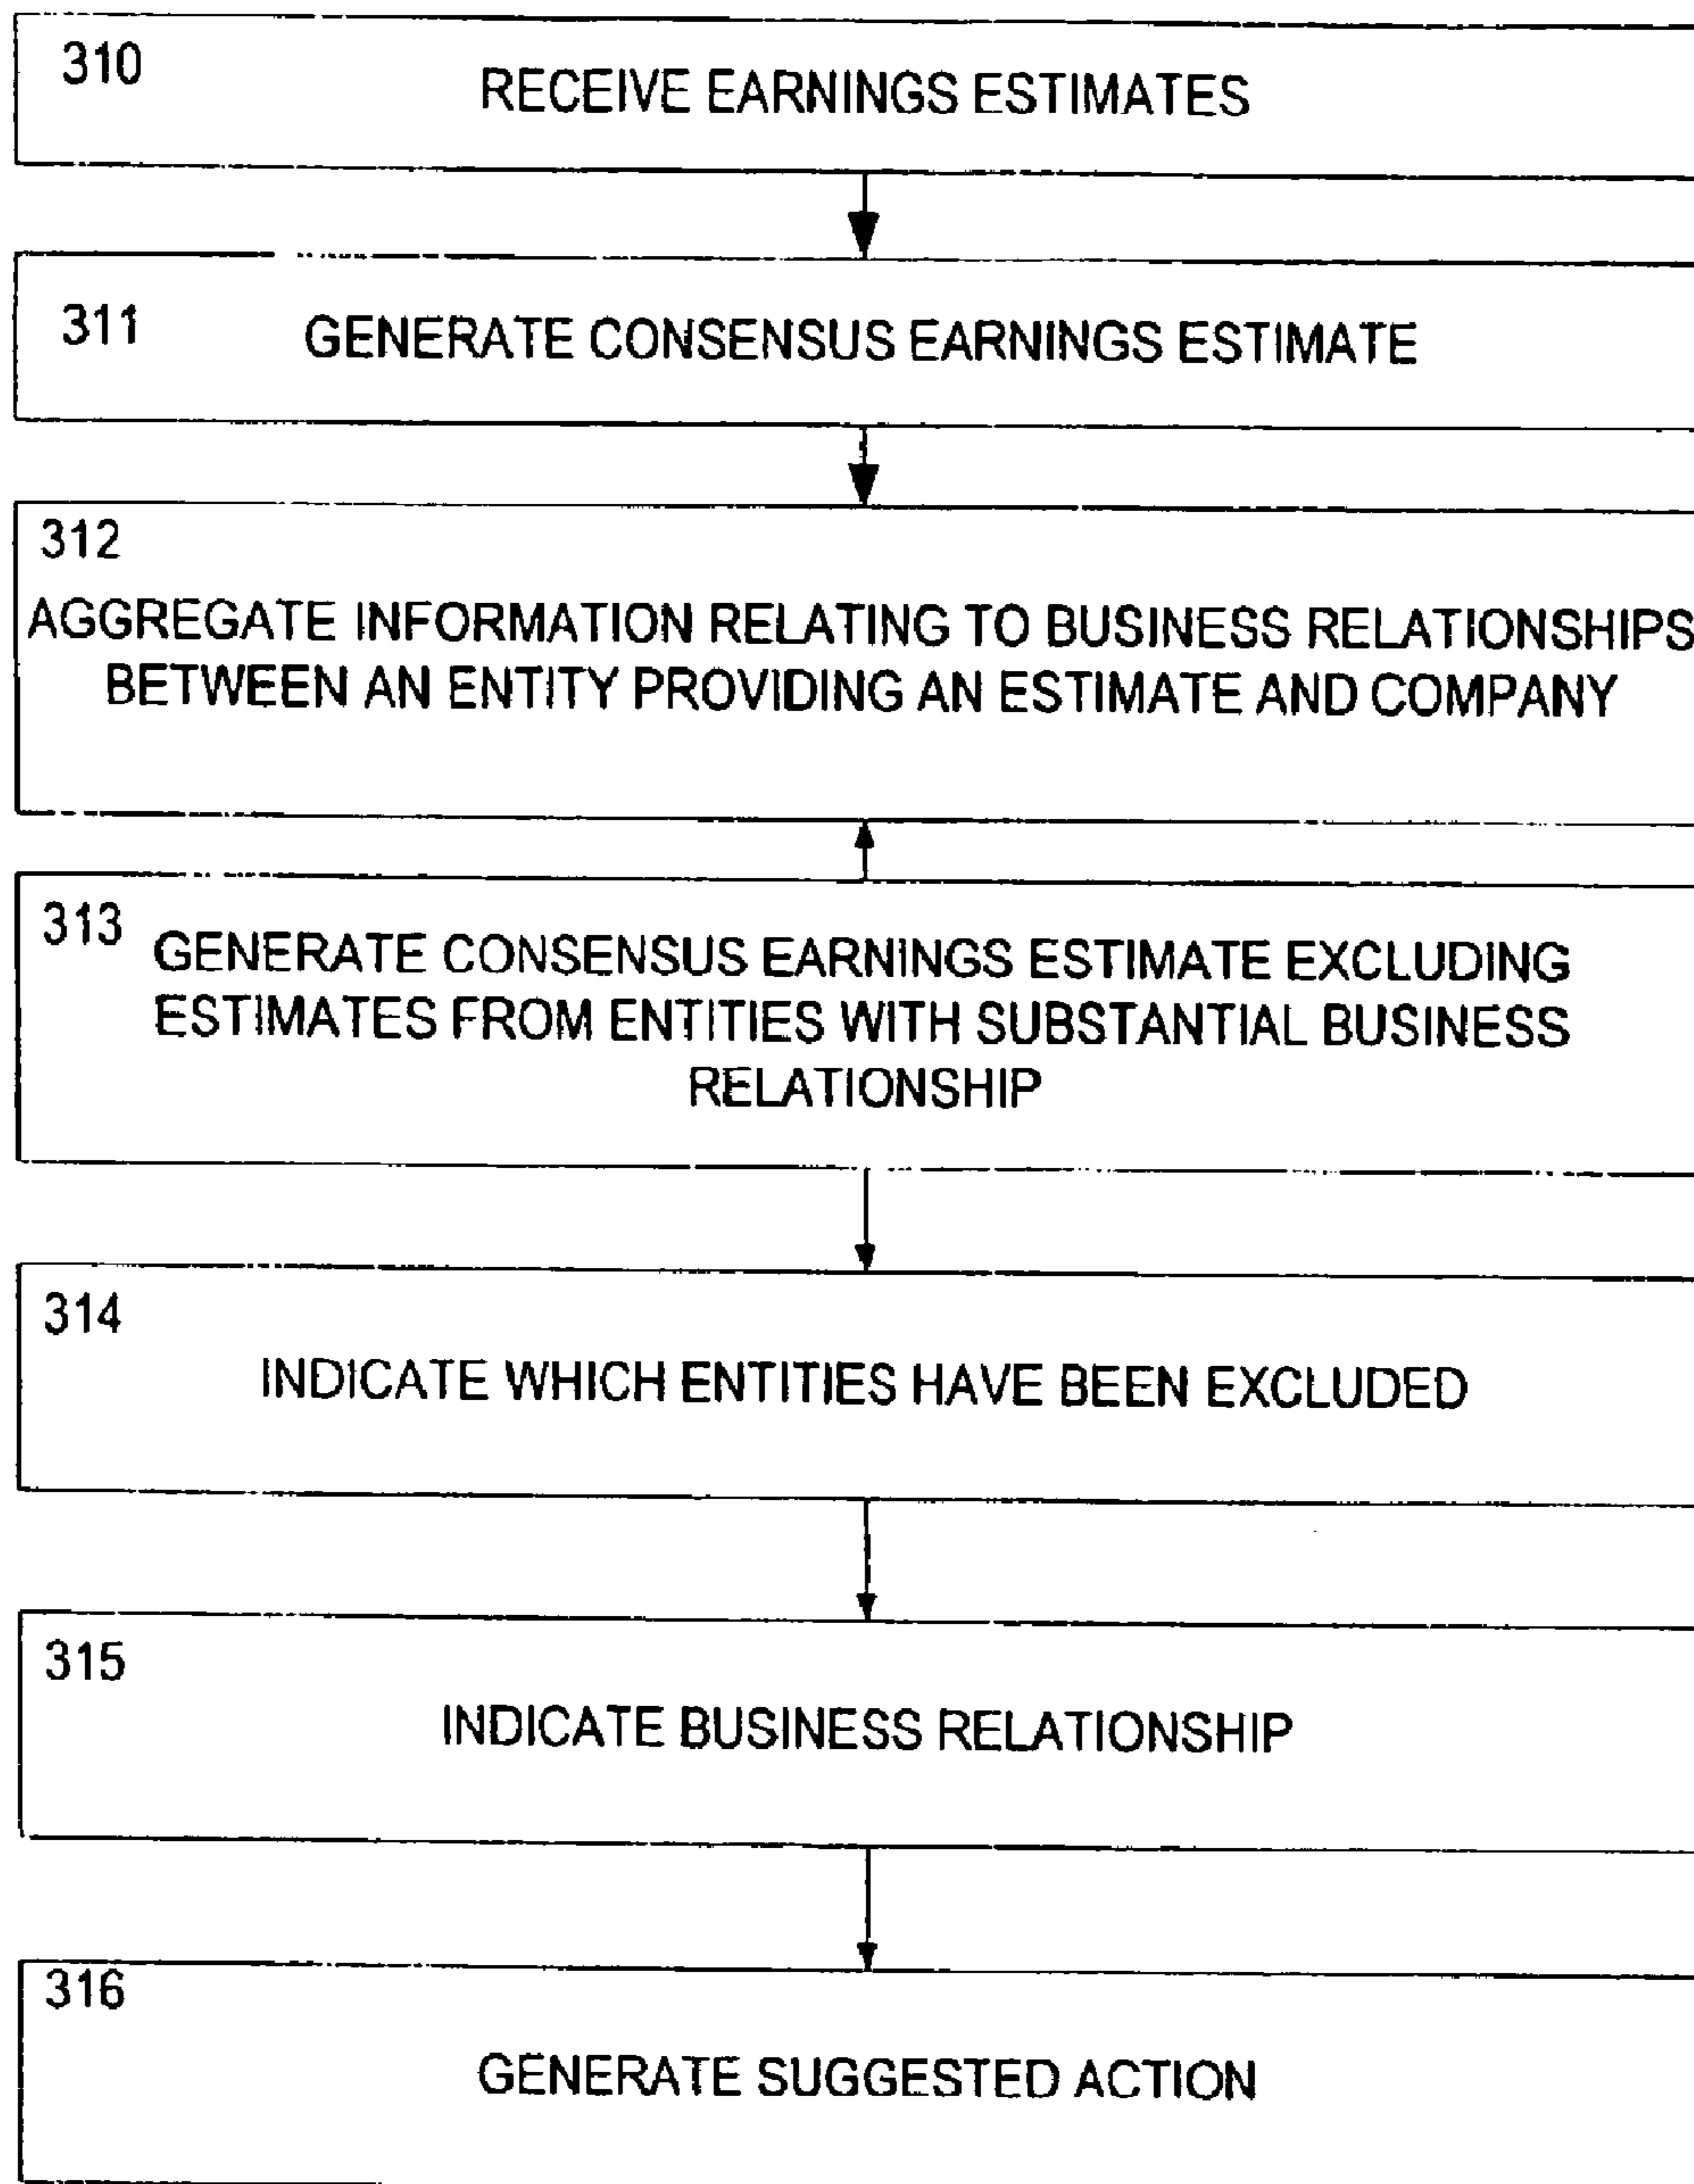 310
RECEIVE EARNINGS ESTIMATES
311
GENERATE CONSENSUS EARNINGS ESTIMATE
312
AGGREGATE INFORMATION RELATING TO BUSINESS RELATIONSHIPS
BETWEEN AN ENTITY PROVIDING AN ESTIMATE AND COMPANY
313
GENERATE CONSENSUS EARNINGS ESTIMATE EXCLUDING
ESTIMATES FROM ENTITIES WITH SUBSTANTIAL BUSINESS
RELATIONSHIP
314
INDICATE WHICH ENTITIES HAVE BEEN EXCLUDED
315
INDICATE BUSINESS RELATIONSHIP
316
GENERATE SUGGESTED ACTION